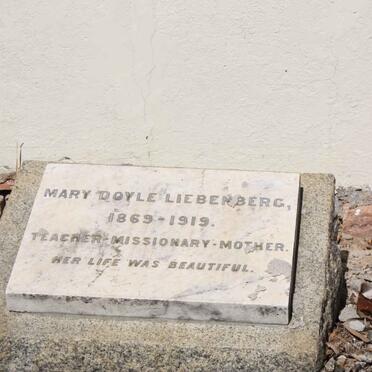 MARY DOYLE LIEBENBERG,
1869-1919.
TEACHER-MISSIONARY-MOTHER.
HER LIFE WAS BEAUTIFUL.